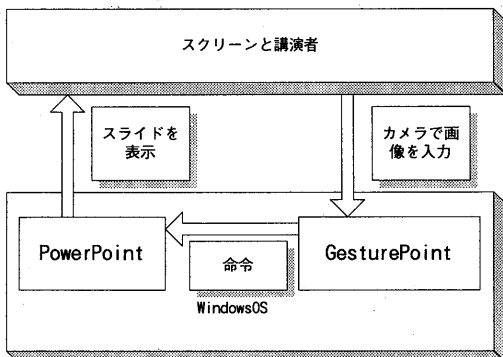 スクリーンと講演者
スライドを
表示
カメラで画
像を入力
PowerPoint
命令
GesturePoint
WindowsOS